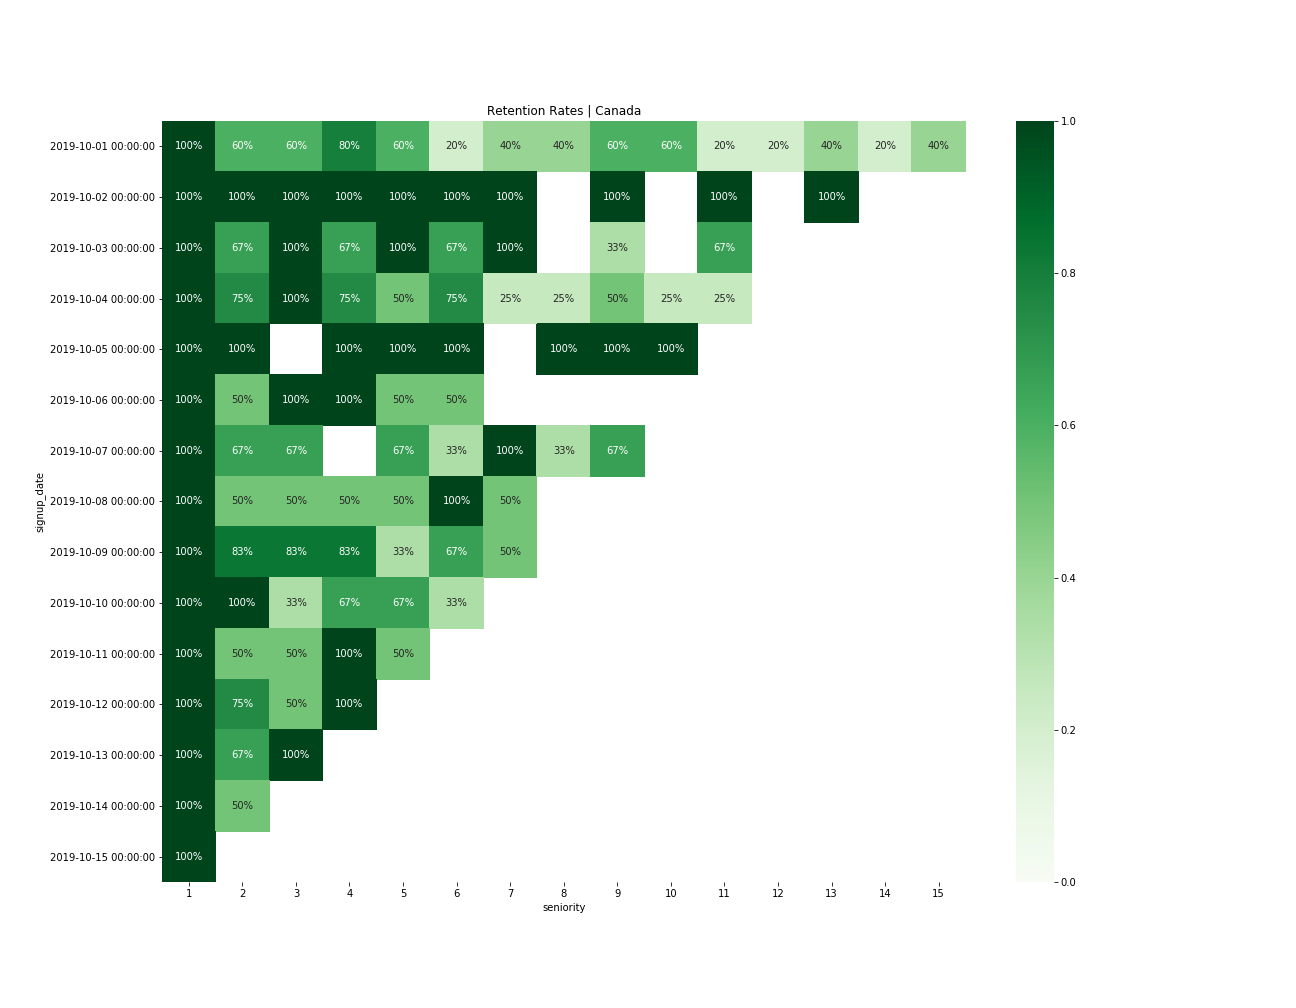 Retention Rates | Canada
2019-10-01 00:00:00 100% 60% 60% 80% 60% 20% 40% 40% 60% 60% 20% 20% 40% 20% 40%
2019-10-02 00:00:00 100% 100% 100% 100% 100% 100% 100% 100% 100% 100%
2019-10-03 00:00:00 100% 67% 100% 67% 100% 67% 100% 33% 67%
2019-10-04 00:00:00 100% 75% 100% 75% 50% 75% 25% 25% 50% 25% 25%
2019-10-05 00:00:00 100% 100% 100% 100% 100% 100% 100% 100%
2019-10-06 00:00:00 100% 50% 100% 100% 50% 50%
2019-10-07 00:00:00 100% 67% 67% 67% 33% 100% 33% 67%
2019-10-08 00:00:00 100% 50% 50% 50% 50% 100% 50%
2019-10-09 00:00:00 100% 83% 83% 83% 33% 67% 50%
2019-10-10 00:00:00 100% 100% 33% 67% 67% 33%
2019-10-11 00:00:00 100% 50% 50% 100% 50%
2019-10-12 00:00:00 100% 75% 50% 100%
2019-10-13 00:00:00 100% 67% 100%
2019-10-14 00:00:00 100% 50%
2019-10-15 00:00:00 100%
signup_date
1 2 3 4 5 6 7 8 9 10 11 12 13 14 15
seniority
1.0
0.8
0.6
0.4
0.2
0.0